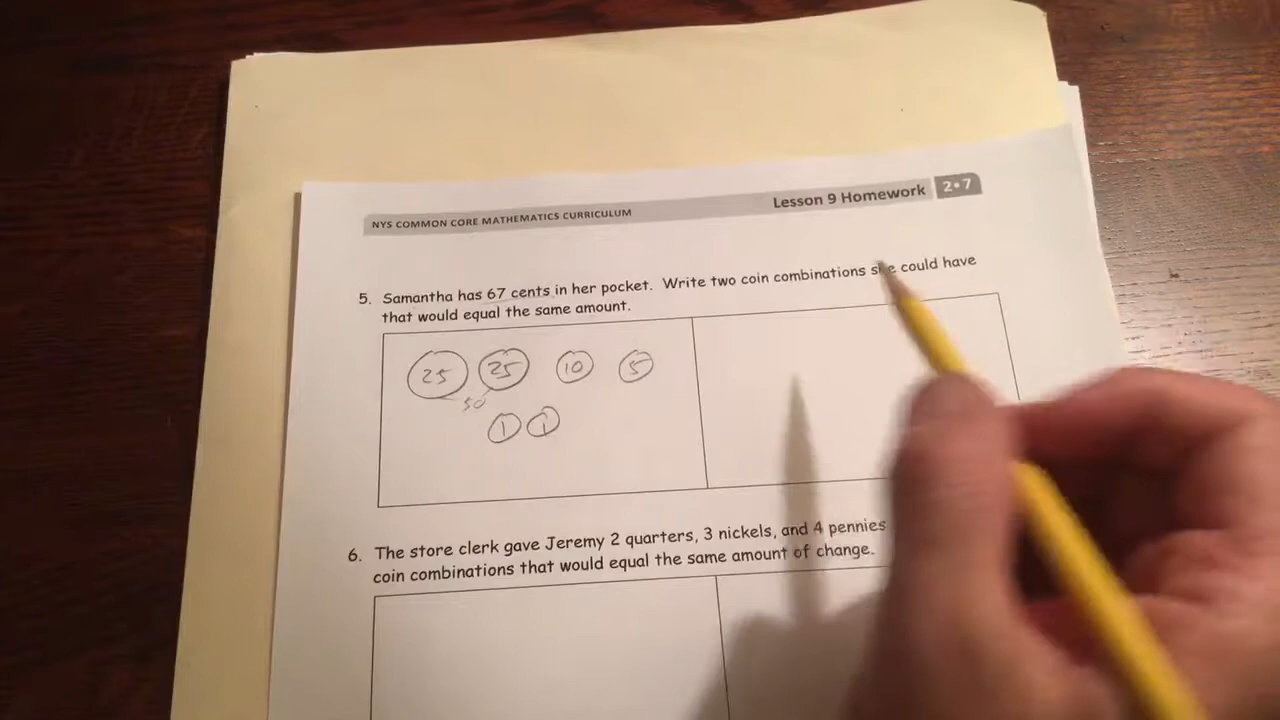 NYS COMMON CORE MATHEMATICS CURRICULUM Lesson 9 Homework 2•7
5. Samantha has 67 cents in her pocket. Write two coin combinations she could have
that would equal the same amount.
25 25 10 5
50
1 1
6. The store clerk gave Jeremy 2 quarters, 3 nickels, and 4 pennies
coin combinations that would equal the same amount of change.